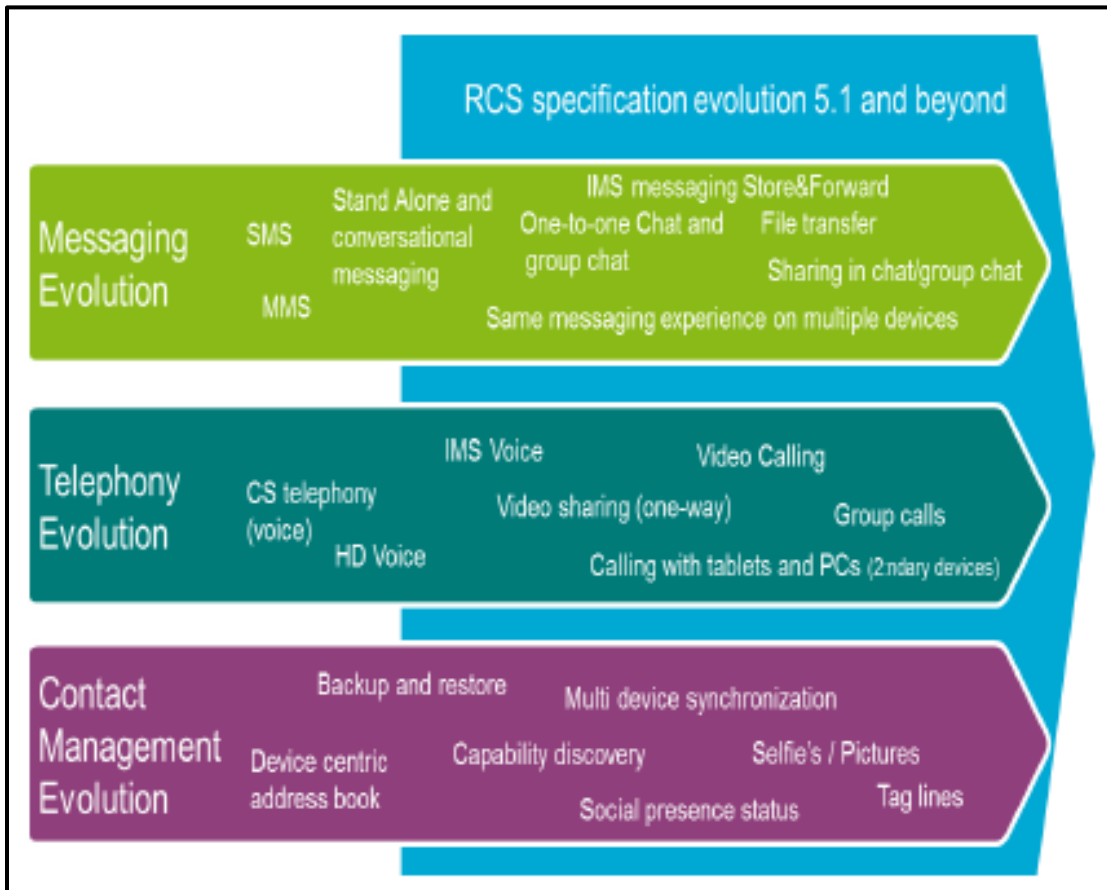 RCS specification evolution 5.1 and beyond
Messaging
Evolution
SMS
MMS
Stand Alone and
conversational
messaging
IMS messaging Store&Forward
One-to-one Chat and
group chat
File transfer
Sharing in chat/group chat
Same messaging experience on multiple devices
Telephony
Evolution
CS telephony
(voice)
HD Voice
IMS Voice
Video sharing (one-way)
Video Calling
Group calls
Calling with tablets and PCs (2:ndary devices)
Contact
Management
Evolution
Backup and restore
Device centric
address book
Multi device synchronization
Capability discovery
Selfie's / Pictures
Social presence status
Tag lines